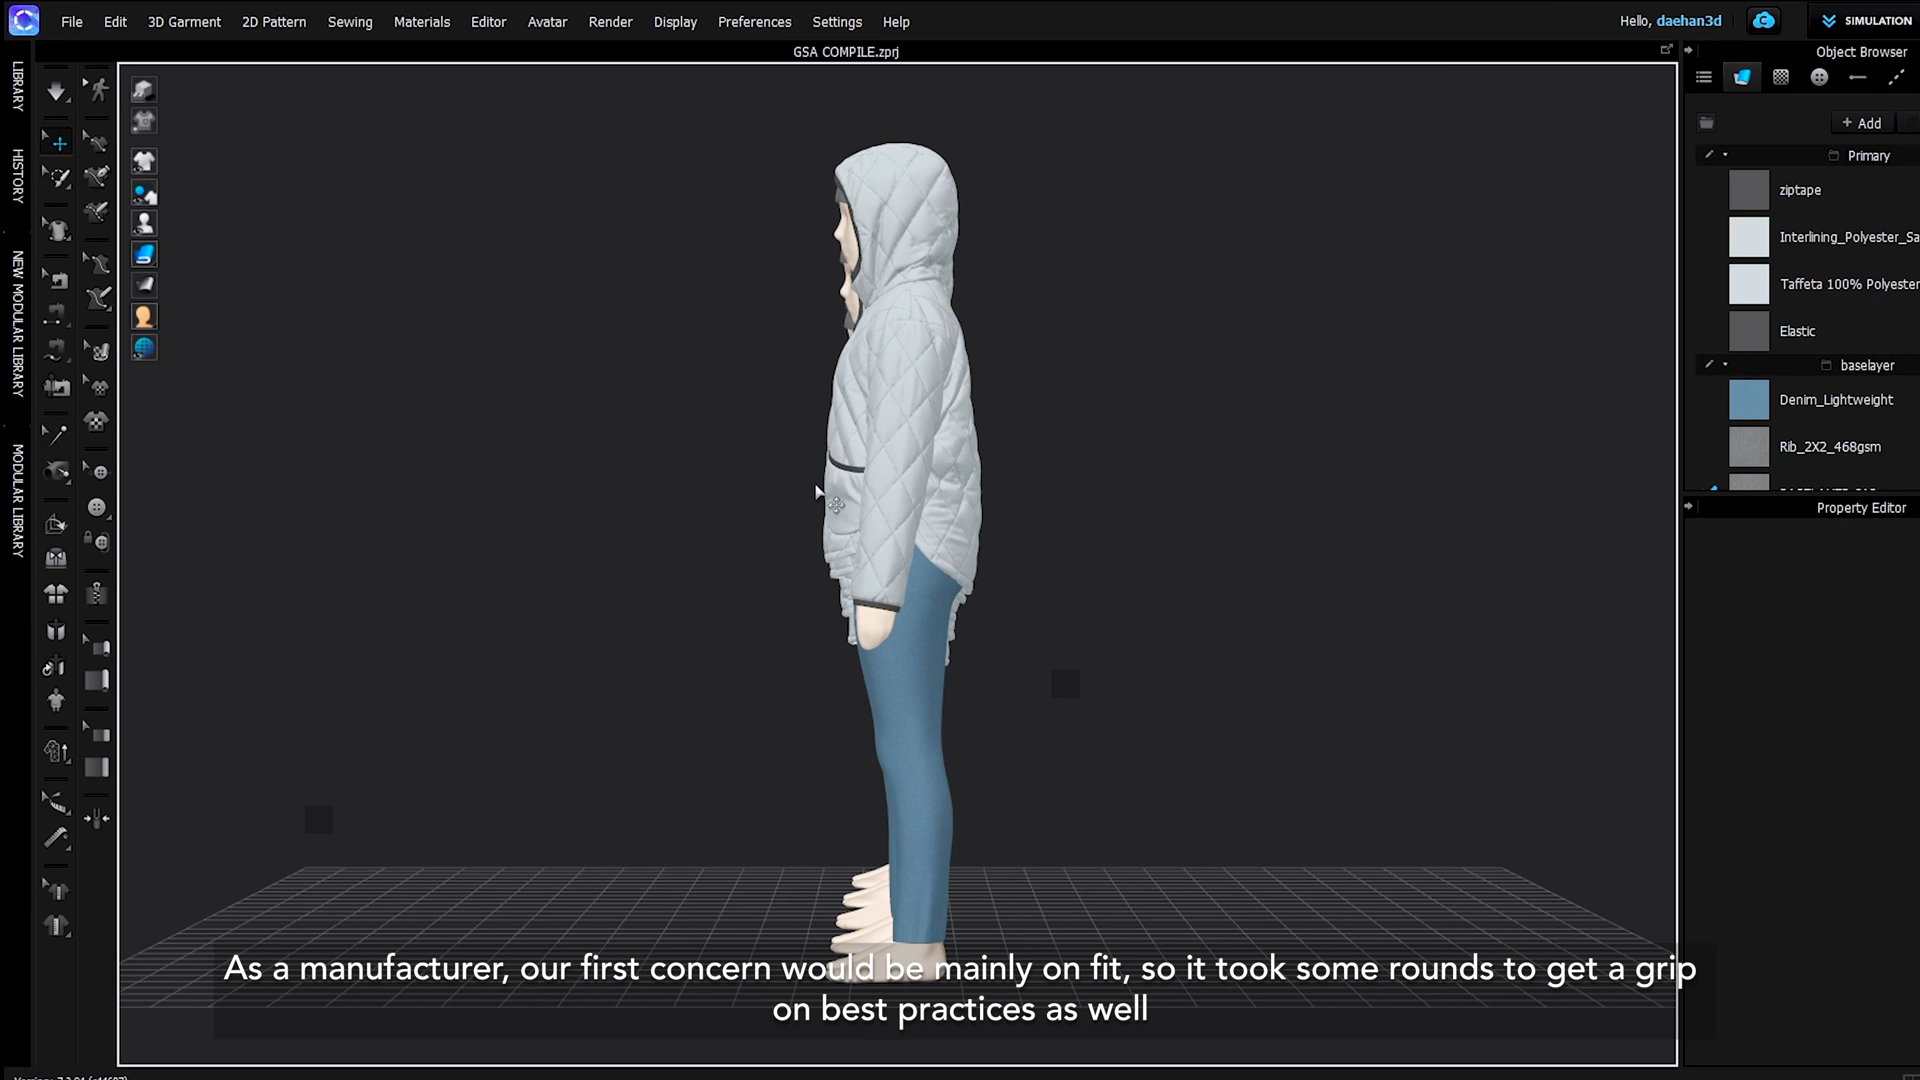 File Edit 3D Garment 2D Pattern Sewing Materials Editor Avatar Render Display Preferences Settings Help
Hello, daehan3d
SIMULATION
GSA COMPILE.zprj
Object Browser
LIBRARY
HISTORY
NEW MODULAR LIBRARY
MODULAR LIBRARY
+ Add
Primary
ziptape
Interlining_Polyester_Sa
Taffeta 100% Polyester
Elastic
baselayer
Denim_Lightweight
Rib_2X2_468gsm
Property Editor
As a manufacturer, our first concern would be mainly on fit, so it took some rounds to get a grip
on best practices as well